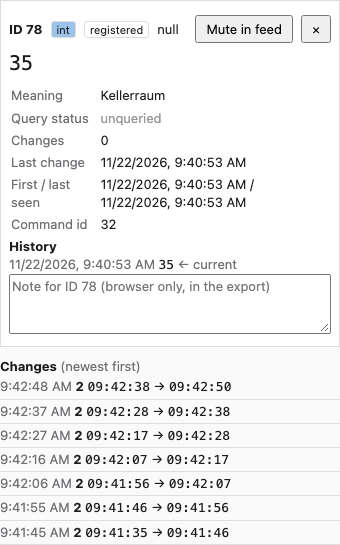 ID 78 int registered null Mute in feed ×
35
Meaning Kellerraum
Query status unqueried
Changes 0
Last change 11/22/2026, 9:40:53 AM
First / last seen 11/22/2026, 9:40:53 AM / 11/22/2026, 9:40:53 AM
Command id 32
History
11/22/2026, 9:40:53 AM 35 ← current
Note for ID 78 (browser only, in the export)
Changes (newest first)
9:42:48 AM 2 09:42:38 → 09:42:50
9:42:37 AM 2 09:42:28 → 09:42:38
9:42:27 AM 2 09:42:17 → 09:42:28
9:42:16 AM 2 09:42:07 → 09:42:17
9:42:06 AM 2 09:41:56 → 09:42:07
9:41:55 AM 2 09:41:46 → 09:41:56
9:41:45 AM 2 09:41:35 → 09:41:46